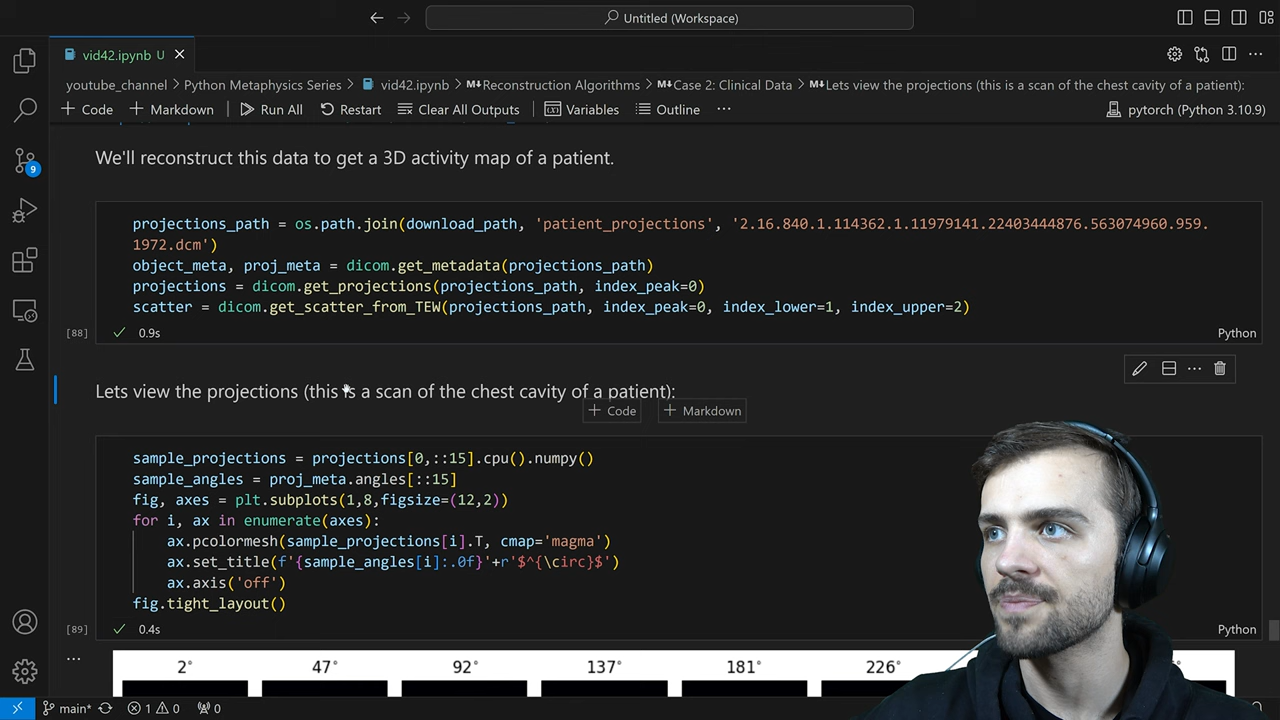 Untitled (Workspace)
vid42.ipynb U
youtube_channel > Python Metaphysics Series > vid42.ipynb > M↓Reconstruction Algorithms > M↓Case 2: Clinical Data > M↓Lets view the projections (this is a scan of the chest cavity of a patient):
+ Code + Markdown Run All Restart Clear All Outputs Variables Outline ... pytorch (Python 3.10.9)
We'll reconstruct this data to get a 3D activity map of a patient.
projections_path = os.path.join(download_path, 'patient_projections', '2.16.840.1.114362.1.11979141.22403444876.563074960.959.
1972.dcm')
object_meta, proj_meta = dicom.get_metadata(projections_path)
projections = dicom.get_projections(projections_path, index_peak=0)
scatter = dicom.get_scatter_from_TEW(projections_path, index_peak=0, index_lower=1, index_upper=2)
[88] 0.9s Python
Lets view the projections (this is a scan of the chest cavity of a patient):
+ Code + Markdown
sample_projections = projections[0,::15].cpu().numpy()
sample_angles = proj_meta.angles[::15]
fig, axes = plt.subplots(1,8,figsize=(12,2))
for i, ax in enumerate(axes):
ax.pcolormesh(sample_projections[i].T, cmap='magma')
ax.set_title(f'{sample_angles[i]:.0f}'+r'$^{\circ}$')
ax.axis('off')
fig.tight_layout()
[89] 0.4s Python
2° 47° 92° 137° 181° 226°
9
main* 1 0 0